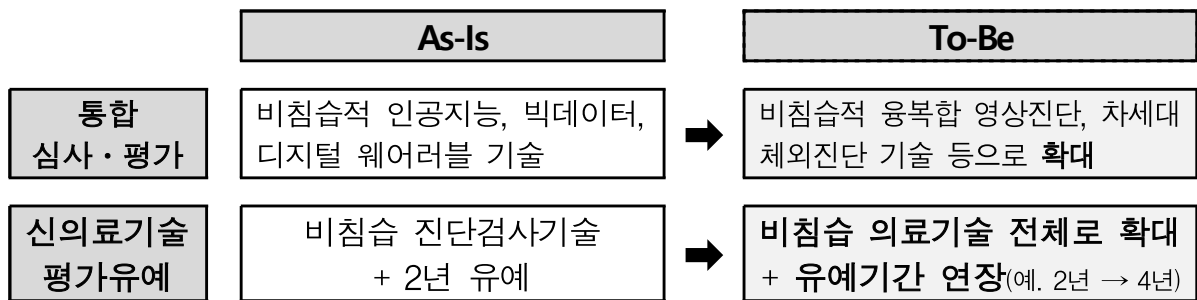 As-Is
To-Be
통합
심사・평가
비침습적 인공지능, 빅데이터,
디지털 웨어러블 기술
➡
비침습적 융복합 영상진단, 차세대
체외진단 기술 등으로 확대
신의료기술
평가유예
비침습 진단검사기술
+ 2년 유예
➡
비침습 의료기술 전체로 확대
+ 유예기간 연장(예. 2년 → 4년)